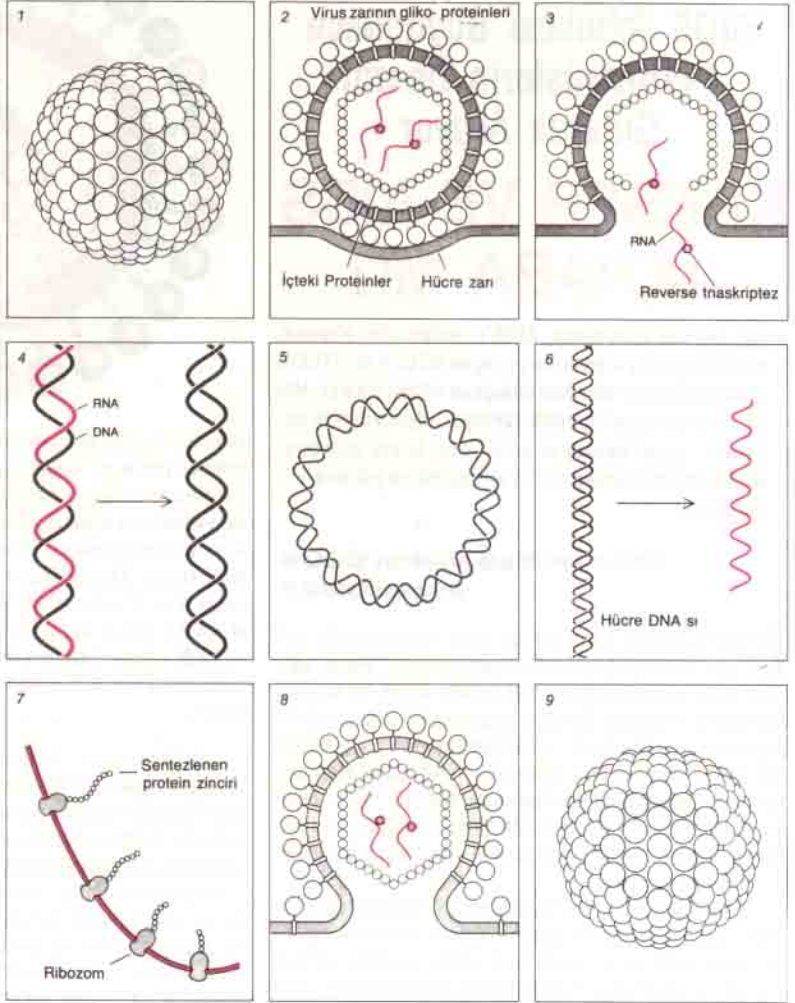 1
2
Virus zarının gliko- proteinleri
İçteki Proteinler
Hücre zarı
3
RNA
Reverse tnaskriptez
4
RNA
DNA
5
6
Hücre DNA sı
7
Sentezlenen
protein zinciri
Ribozom
8
9